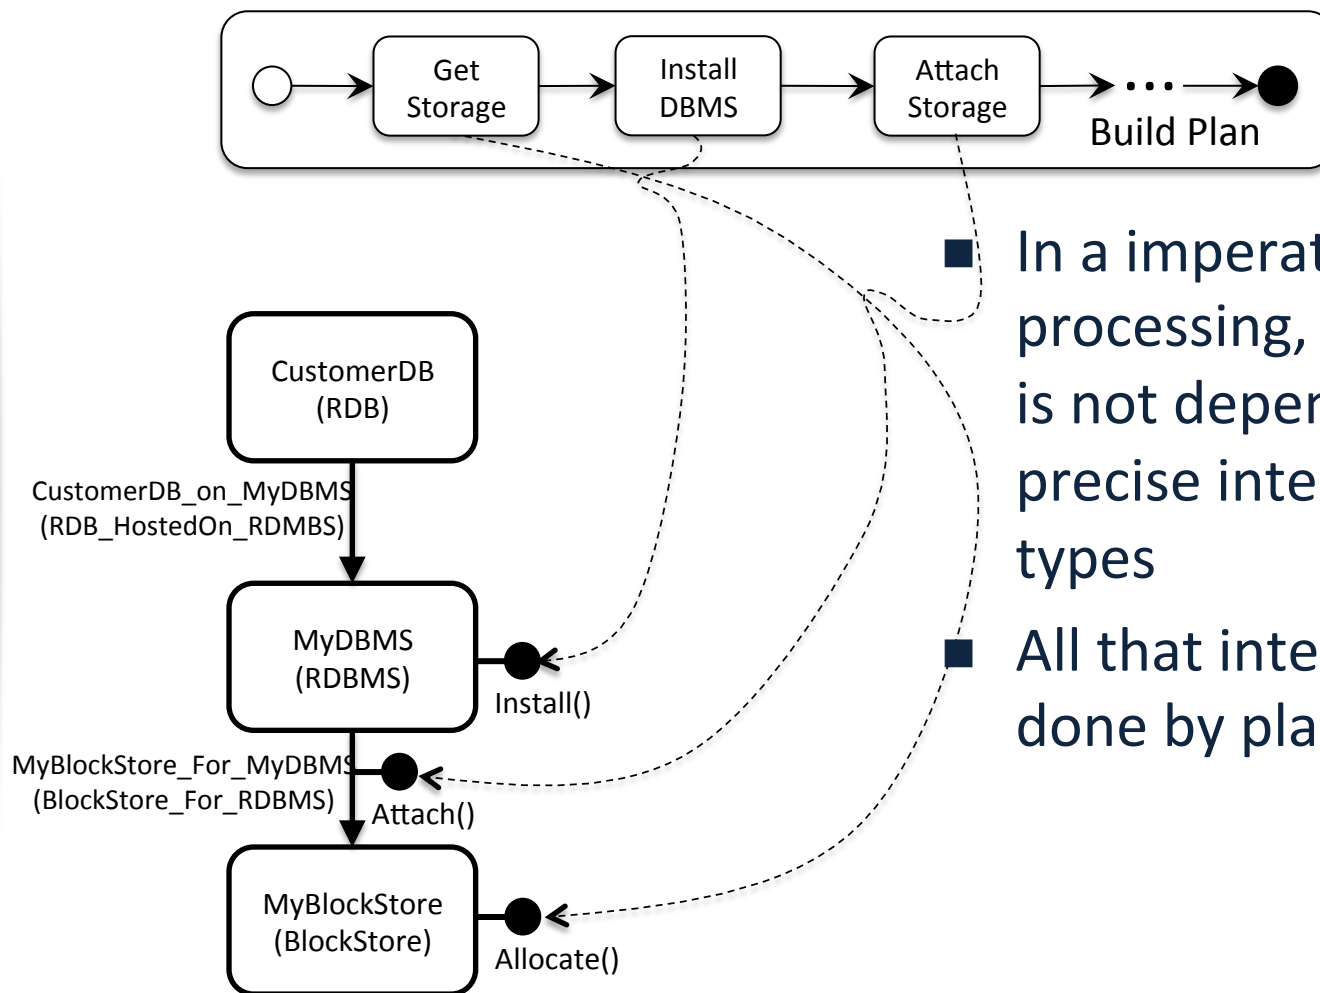 Get
Storage
Install
DBMS
Attach
Storage
...
Build Plan
In a imperat
processing,
is not deper
precise inte
types
All that inte
done by pla
CustomerDB
(RDB)
CustomerDB_on_MyDBMS
(RDB_HostedOn_RDMBS)
MyDBMS
(RDBMS)
Install()
MyBlockStore_For_MyDBMS
(BlockStore_For_RDBMS)
Attach()
MyBlockStore
(BlockStore)
Allocate()